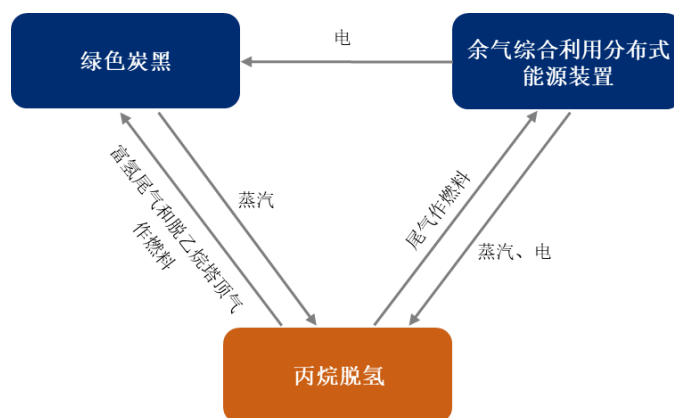 电
绿色炭黑
余气综合利用分布式
能源装置
富氢尾气和脱乙烷塔顶气
作燃料
蒸汽
尾气作燃料
蒸汽、电
丙烷脱氢